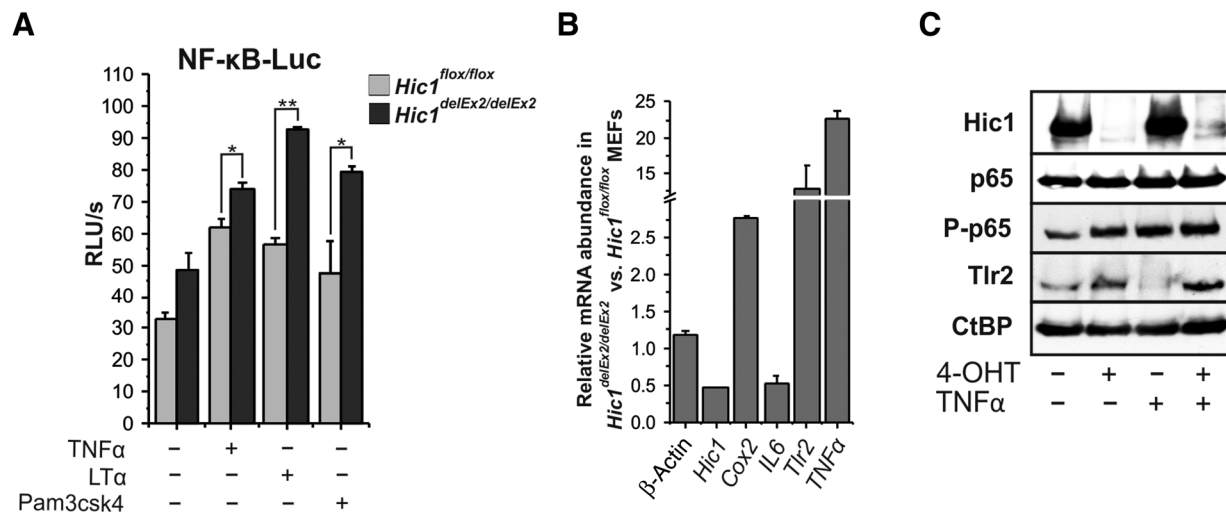 A
NF-κB-Luc
Hic1flox/flox
Hic1delEx2/delEx2
RLU/s
110
100
90
80
70
60
50
40
30
20
10
0
*
**
*
TNFα – + – –
LTα – – + –
Pam3csk4 – – – +
B
Relative mRNA abundance in
Hic1delEx2/delEx2 vs. Hic1flox/flox MEFs
25
20
15
2.5
2.0
1.5
1.0
0.5
0.0
β-Actin
Hic1
Cox2
IL6
Tlr2
TNFα
C
Hic1
p65
P-p65
Tlr2
CtBP
4-OHT – + – +
TNFα – – + +